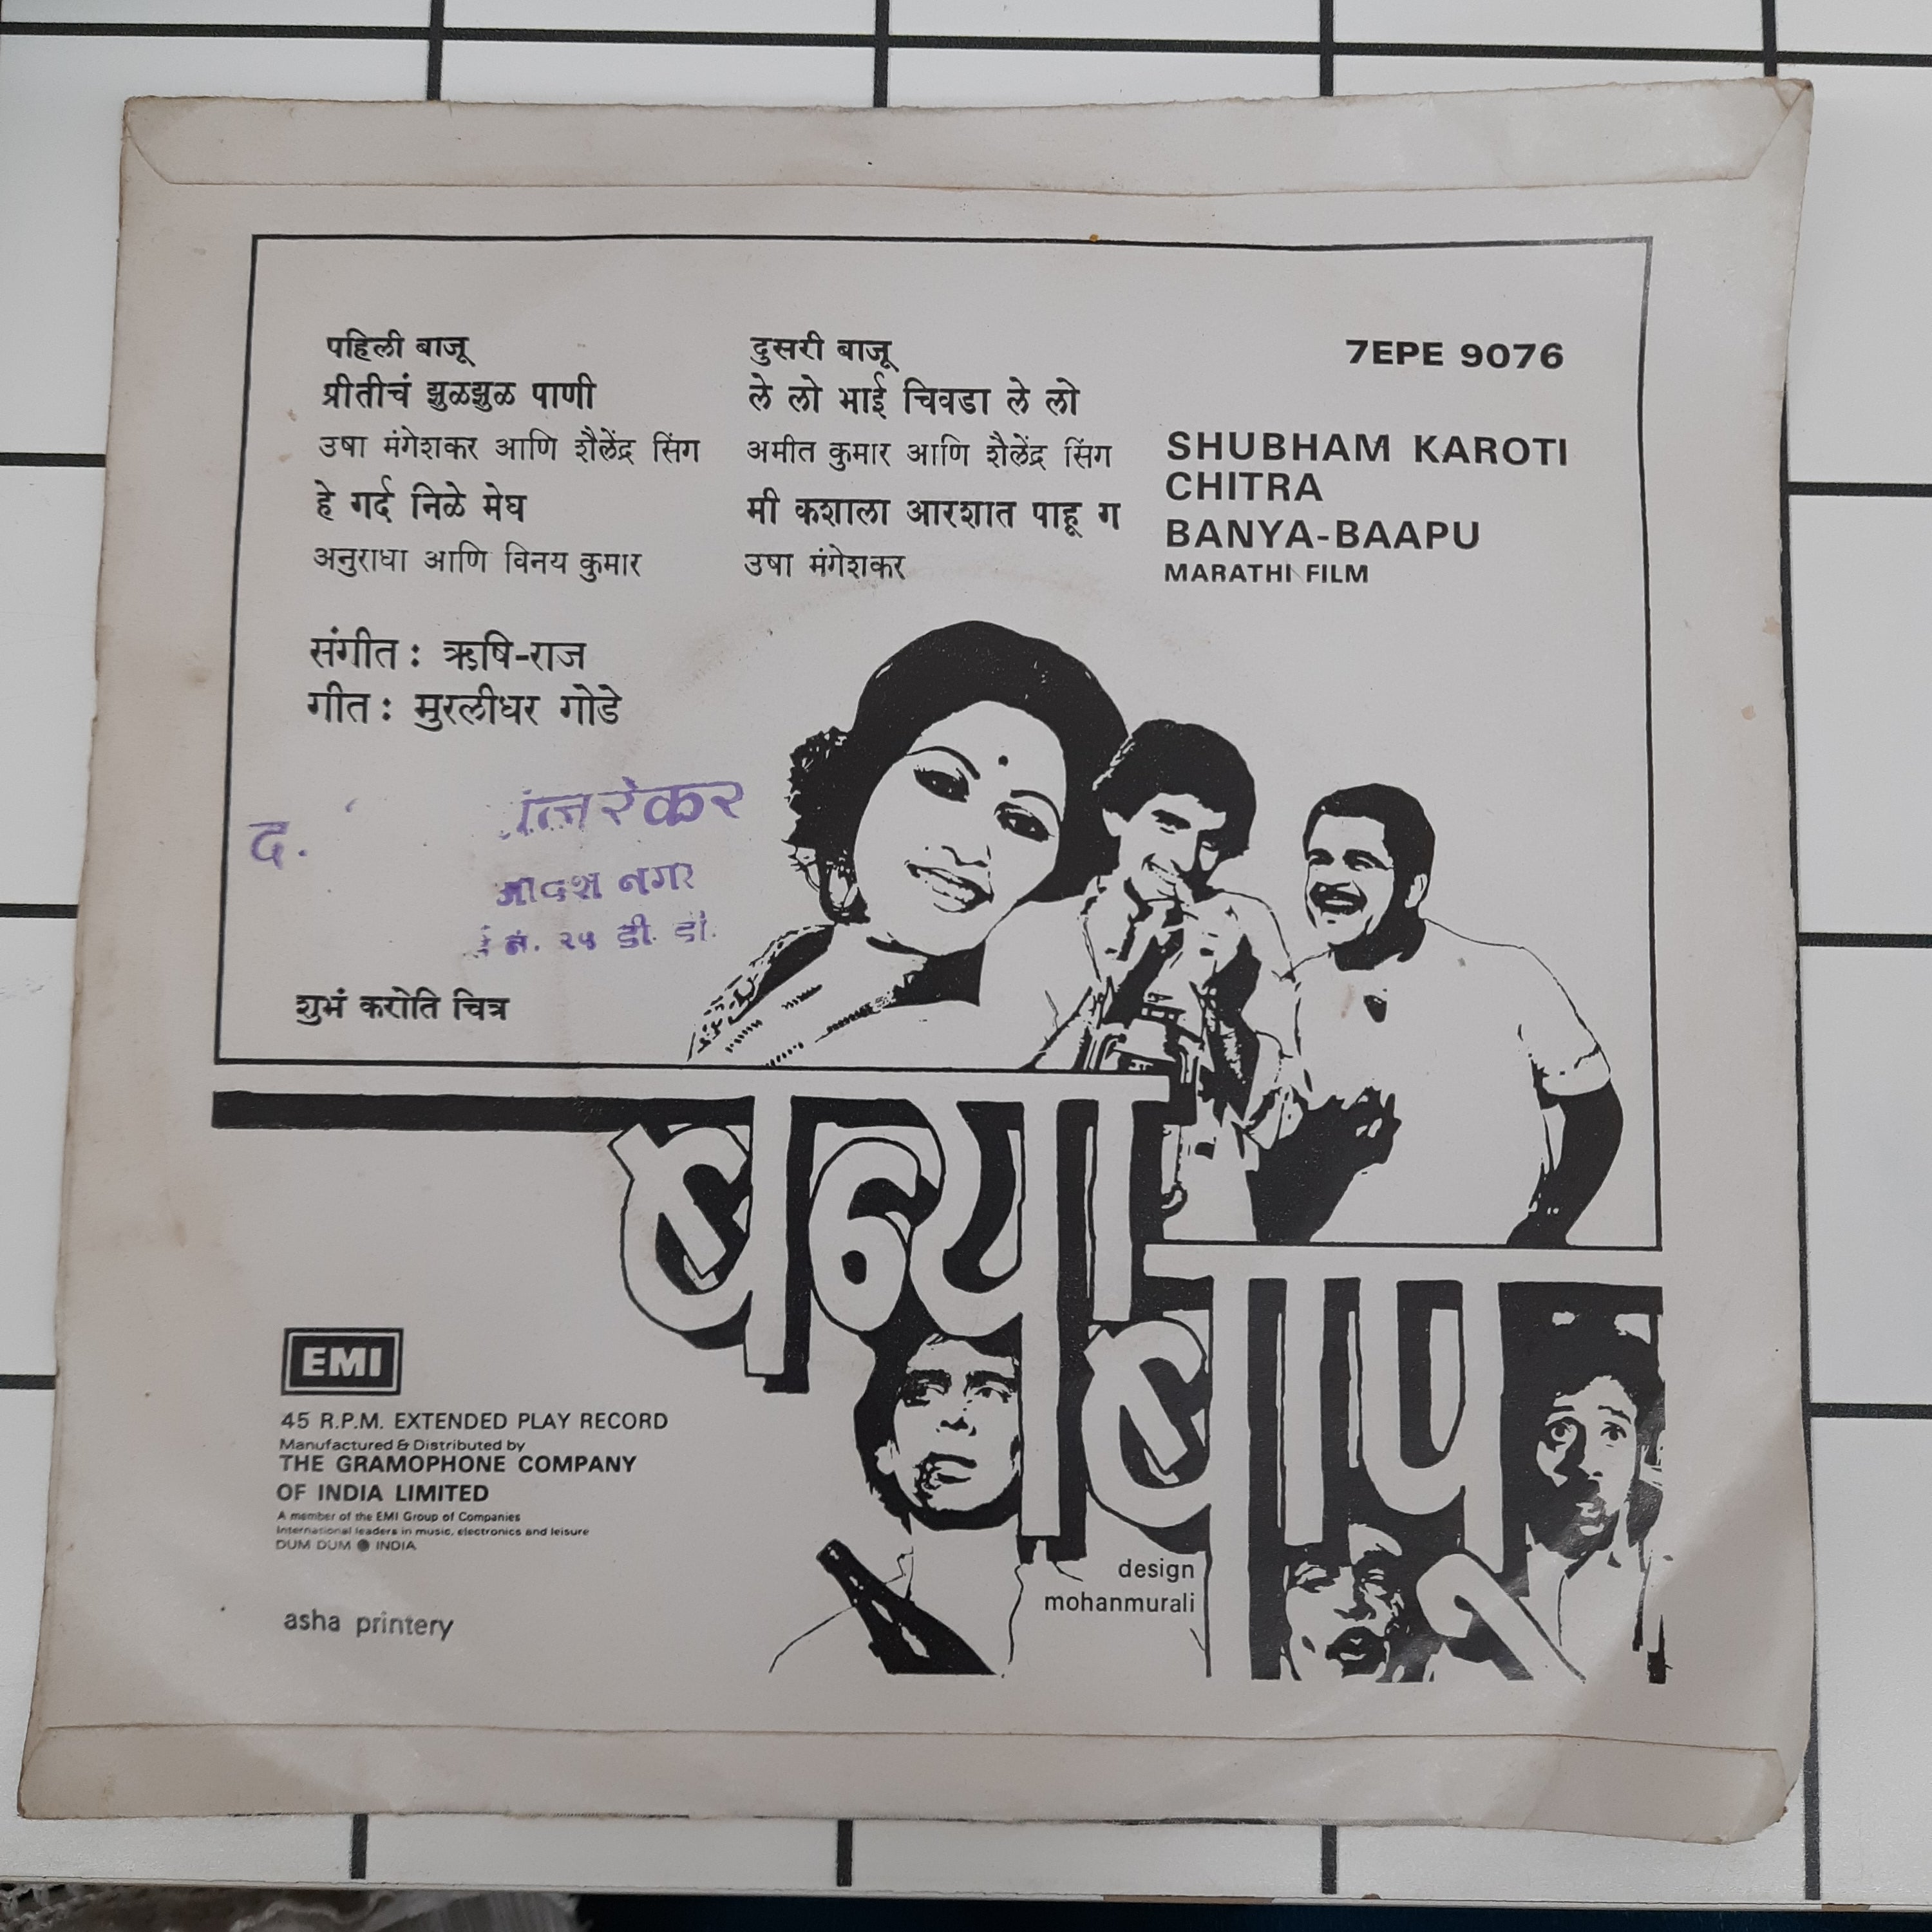 पहिली बाजू
प्रीतीचं झुळझुळ पाणी
उषा मंगेशकर आणि शैलेंद्र सिंग
हे गर्द निळे मेघ
अनुराधा आणि विनय कुमार
दुसरी बाजू
ले लो भाई चिवडा ले लो
अमीत कुमार आणि शैलेंद्र सिंग
मी कशाला आरशात पाहू ग
उषा मंगेशकर
7EPE 9076
SHUBHAM KAROTI
CHITRA
BANYA-BAAPU
MARATHI FILM
संगीत : ऋषि-राज
गीत : मुरलीधर गोडे
द.
नगर
नं. २५ डी. डी.
शुभं करोति चित्र
बन्या
बापू
EMI
45 R.P.M. EXTENDED PLAY RECORD
Manufactured & Distributed by
THE GRAMOPHONE COMPANY
OF INDIA LIMITED
A member of the EMI Group of Companies
International leaders in music, electronics and leisure
DUM DUM ● INDIA
asha printery
design
mohanmurali